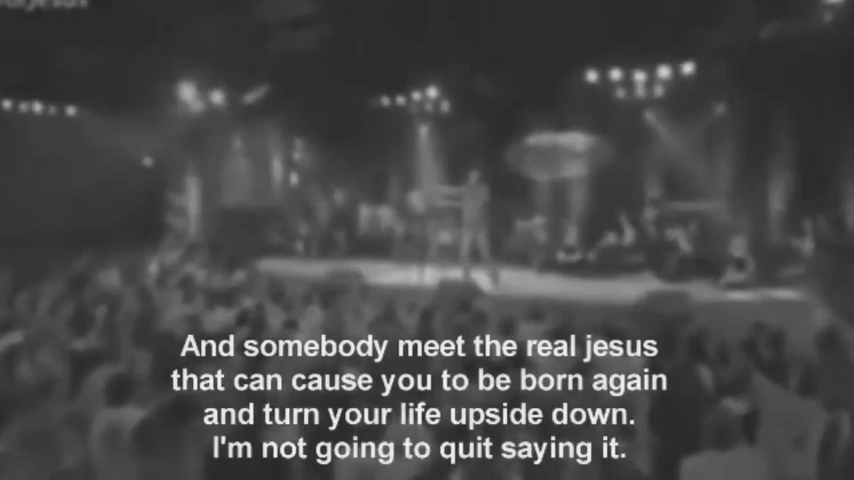 And somebody meet the real jesus
that can cause you to be born again
and turn your life upside down.
I'm not going to quit saying it.